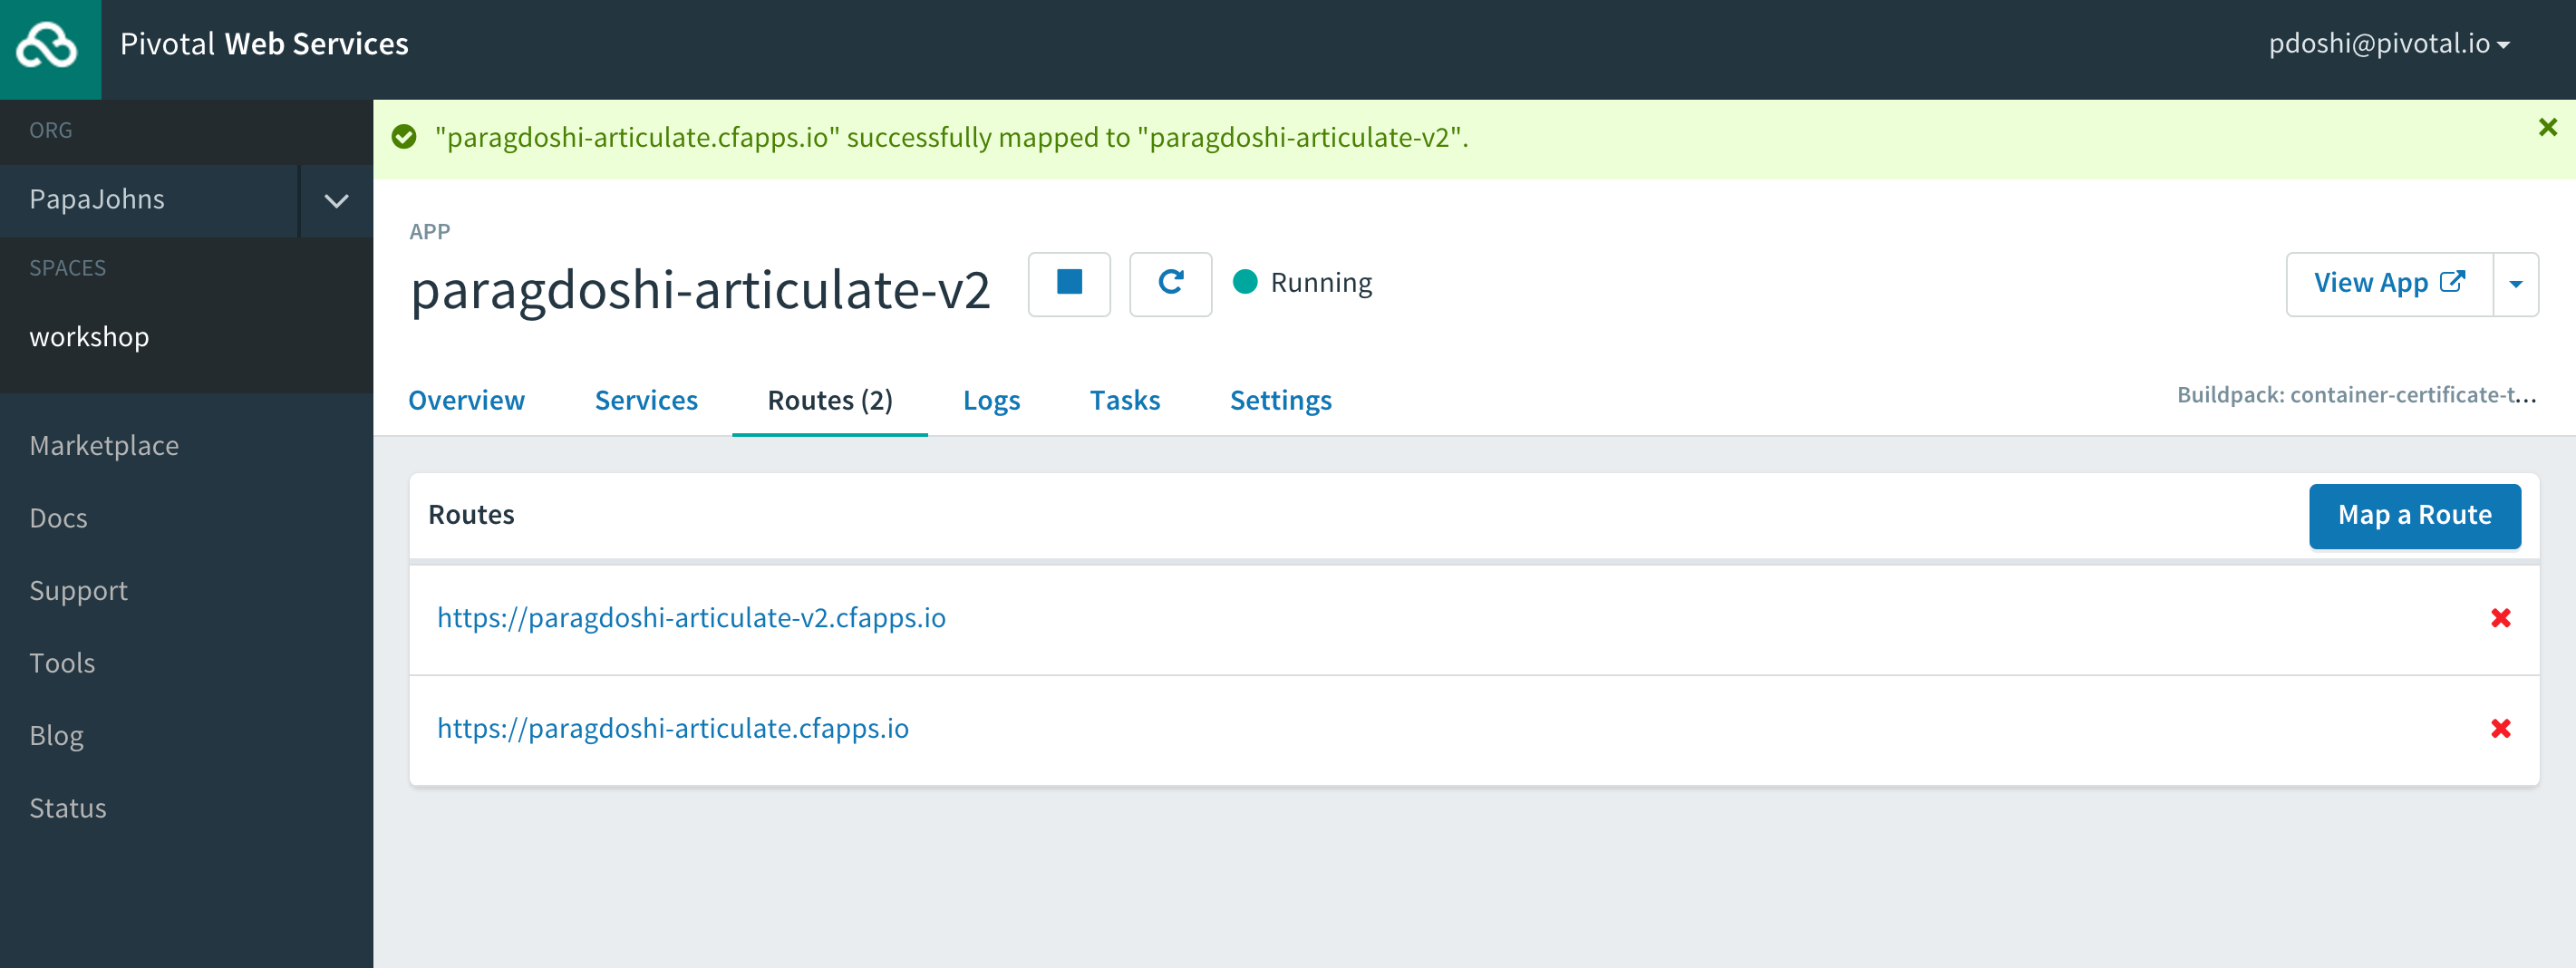 Pivotal Web Services
pdoshi@pivotal.io
ORG
PapaJohns
SPACES
workshop
Marketplace
Docs
Support
Tools
Blog
Status
"paragdoshi-articulate.cfapps.io" successfully mapped to "paragdoshi-articulate-v2".
APP
paragdoshi-articulate-v2
Running
View App
Overview
Services
Routes (2)
Logs
Tasks
Settings
Buildpack: container-certificate-t...
Routes
Map a Route
https://paragdoshi-articulate-v2.cfapps.io
https://paragdoshi-articulate.cfapps.io